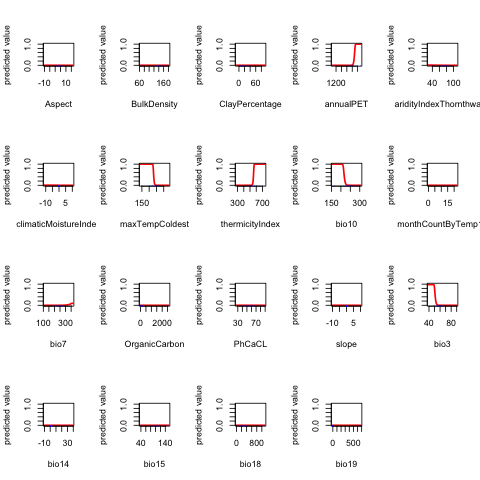 predicted value 0.0 1.0 -10 10 Aspect
predicted value 0.0 1.0 60 160 BulkDensity
predicted value 0.0 1.0 0 60 ClayPercentage
predicted value 0.0 1.0 1200 annualPET
predicted value 0.0 1.0 40 100 aridityIndexThornthwa
predicted value 0.0 1.0 -10 5 climaticMoistureInde
predicted value 0.0 1.0 150 maxTempColdest
predicted value 0.0 1.0 300 700 thermicityIndex
predicted value 0.0 1.0 150 300 bio10
predicted value 0.0 1.0 0 15 monthCountByTemp1
predicted value 0.0 1.0 100 300 bio7
predicted value 0.0 1.0 0 2000 OrganicCarbon
predicted value 0.0 1.0 30 70 PhCaCL
predicted value 0.0 1.0 -10 5 slope
predicted value 0.0 1.0 40 80 bio3
predicted value 0.0 1.0 -10 30 bio14
predicted value 0.0 1.0 40 140 bio15
predicted value 0.0 1.0 0 800 bio18
predicted value 0.0 1.0 0 500 bio19